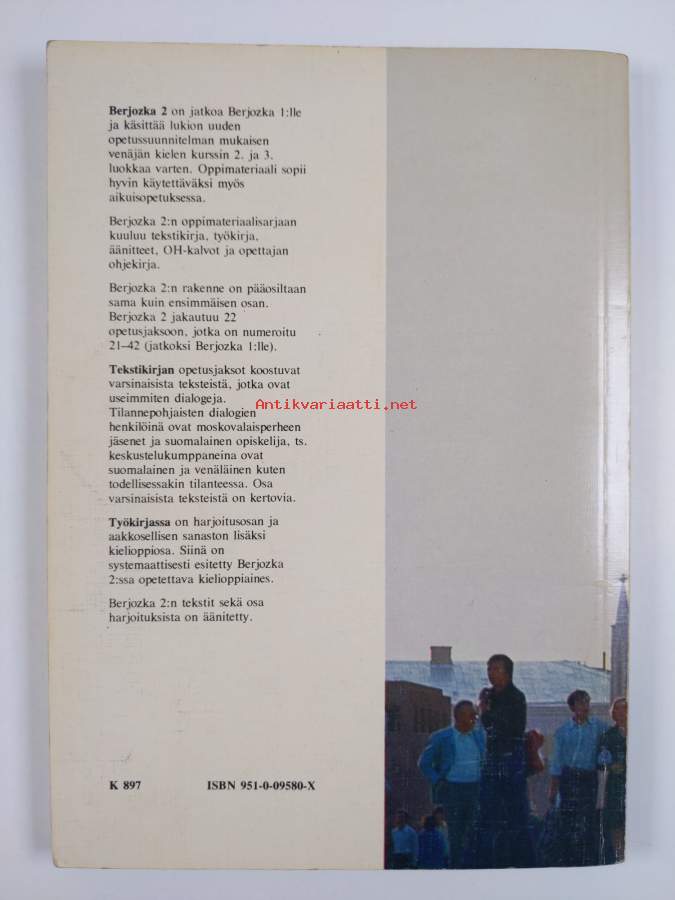 Berjozka 2 on jatkoa Berjozka 1:lle
ja käsittää lukion uuden
opetussuunnitelman mukaisen
venäjän kielen kurssin 2. ja 3.
luokkaa varten. Oppimateriaali sopii
hyvin käytettäväksi myös
aikuisopetuksessa.
Berjozka 2:n oppimateriaalisarjaan
kuuluu tekstikirja, työkirja,
äänitteet, OH-kalvot ja opettajan
ohjekirja.
Berjozka 2:n rakenne on pääosiltaan
sama kuin ensimmäisen osan.
Berjozka 2 jakautuu 22
opetusjaksoon, jotka on numeroitu
21–42 (jatkoksi Berjozka 1:lle).
Tekstikirjan opetusjaksot koostuvat
varsinaisista teksteistä, jotka ovat
useimmiten dialogeja.
Antikvariaatti.net
Tilannepohjaisten dialogien
henkilöinä ovat moskovalaisperheen
jäsenet ja suomalainen opiskelija, ts.
keskustelukumppaneina ovat
suomalainen ja venäläinen kuten
todellisessakin tilanteessa. Osa
varsinaisista teksteistä on kertovia.
Työkirjassa on harjoitusosan ja
aakkosellisen sanaston lisäksi
kielioppiosa. Siinä on
systemaattisesti esitetty Berjozka
2:ssa opetettava kielioppiaines.
Berjozka 2:n tekstit sekä osa
harjoituksista on äänitetty.
K 897 ISBN 951-0-09580-X